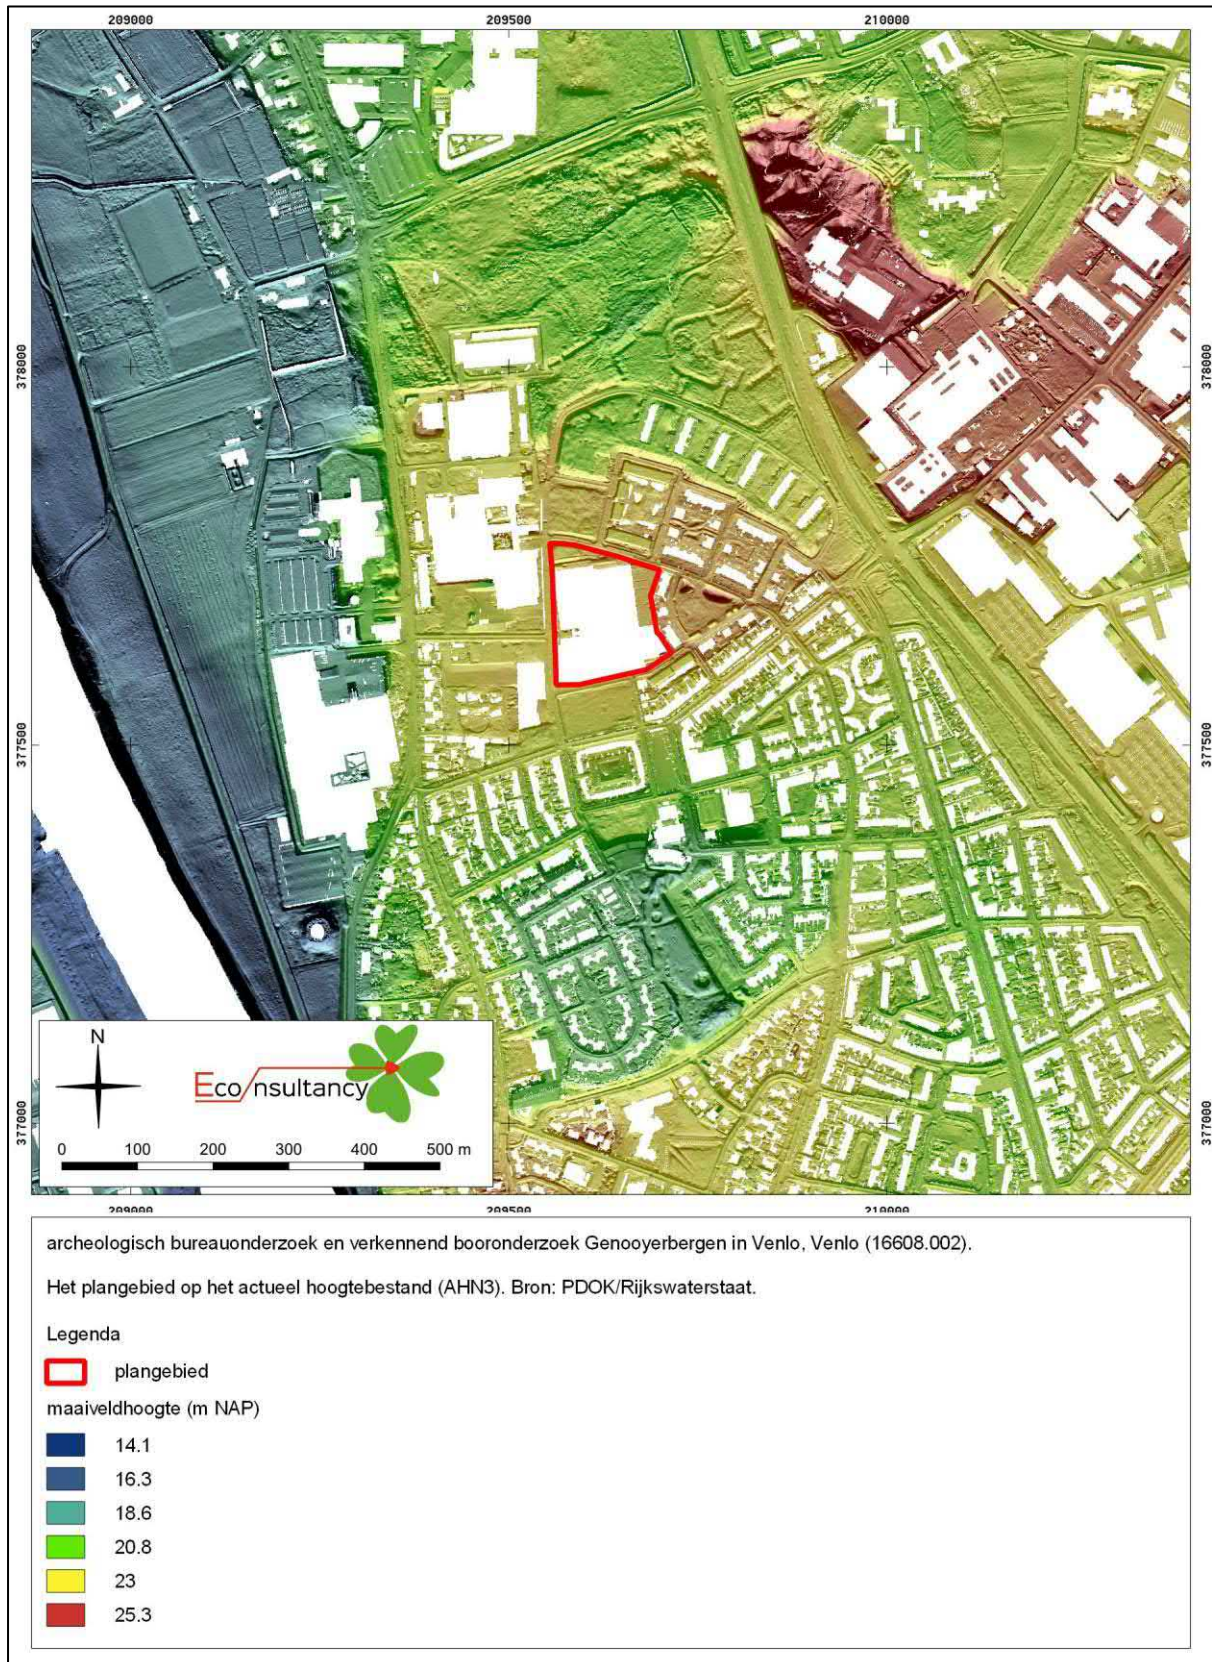 209000 209500 210000
378000 378000
377500 377500
377000 377000
N
Econsultancy
0 100 200 300 400 500 m
209000 209500 210000
archeologisch bureauonderzoek en verkennend booronderzoek Genooyerbergen in Venlo, Venlo (16608.002).
Het plangebied op het actueel hoogtebestand (AHN3). Bron: PDOK/Rijkswaterstaat.
Legenda
plangebied
maaiveldhoogte (m NAP)
14.1
16.3
18.6
20.8
23
25.3